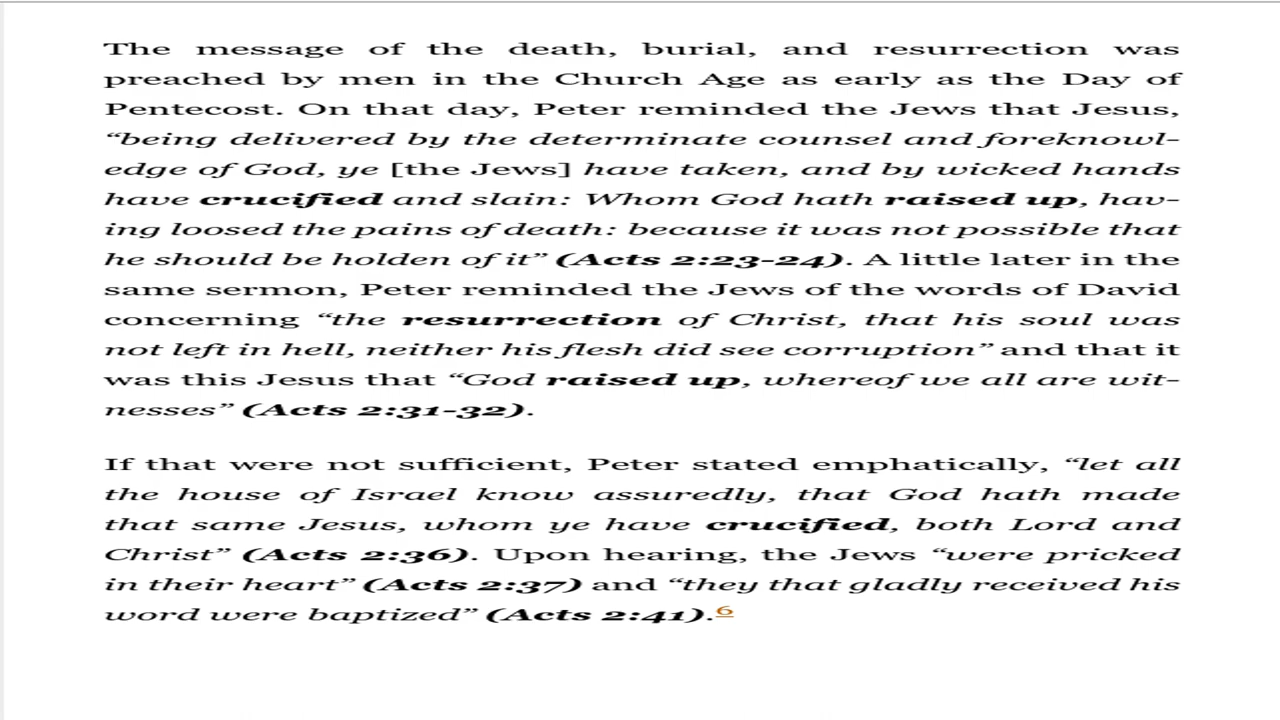 The message of the death, burial, and resurrection was
preached by men in the Church Age as early as the Day of
Pentecost. On that day, Peter reminded the Jews that Jesus,
“being delivered by the determinate counsel and foreknowl-
edge of God, ye [the Jews] have taken, and by wicked hands
have crucified and slain: Whom God hath raised up, hav-
ing loosed the pains of death: because it was not possible that
he should be holden of it” (Acts 2:23-24). A little later in the
same sermon, Peter reminded the Jews of the words of David
concerning “the resurrection of Christ, that his soul was
not left in hell, neither his flesh did see corruption” and that it
was this Jesus that “God raised up, whereof we all are wit-
nesses” (Acts 2:31-32).
If that were not sufficient, Peter stated emphatically, “let all
the house of Israel know assuredly, that God hath made
that same Jesus, whom ye have crucified, both Lord and
Christ” (Acts 2:36). Upon hearing, the Jews “were pricked
in their heart” (Acts 2:37) and “they that gladly received his
word were baptized” (Acts 2:41).6